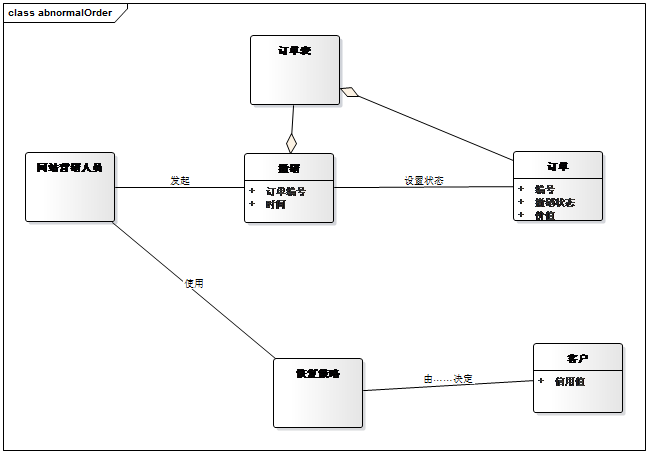 class abnormalOrder
订单表
网站营销人员
发起
撤销
+ 订单编号
+ 时间
设置状态
订单
+ 编号
+ 撤销状态
+ 价值
使用
恢复策略
由……决定
客户
+ 信用值